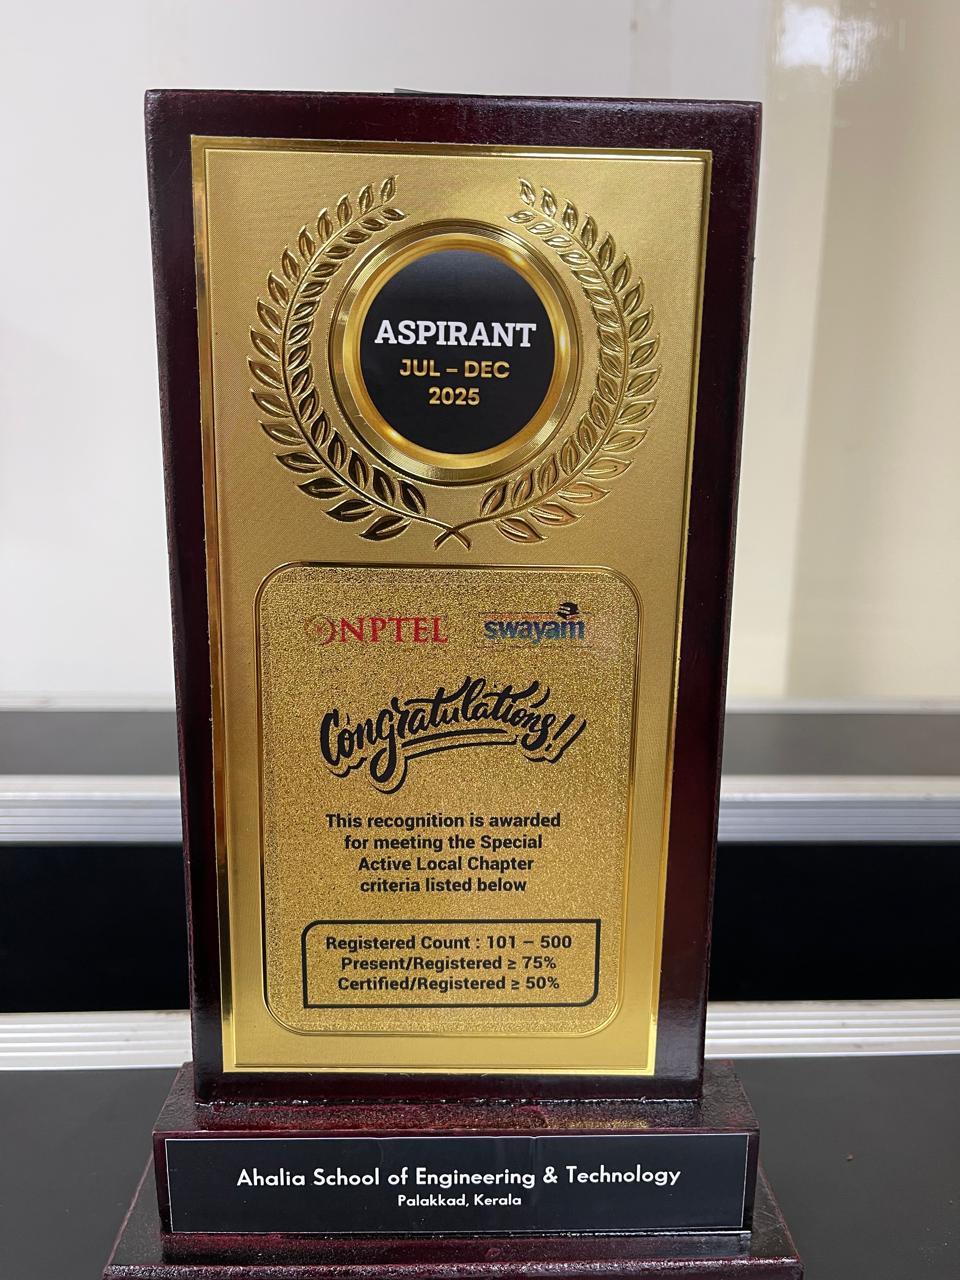 ASPIRANT
JUL – DEC
2025
NPTEL
swayam
Congratulations!!
This recognition is awarded
for meeting the Special
Active Local Chapter
criteria listed below
Registered Count : 101 – 500
Present/Registered ≥ 75%
Certified/Registered ≥ 50%
Ahalia School of Engineering & Technology
Palakkad, Kerala